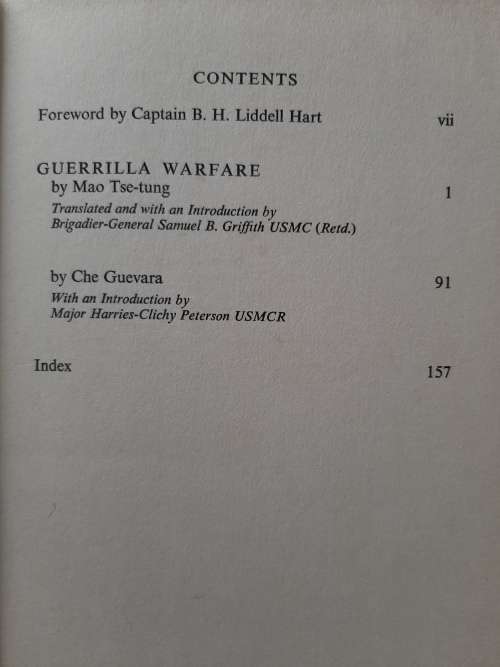 CONTENTS
Foreword by Captain B. H. Liddell Hart vii
GUERRILLA WARFARE
by Mao Tse-tung 1
Translated and with an Introduction by
Brigadier-General Samuel B. Griffith USMC (Retd.)
by Che Guevara 91
With an Introduction by
Major Harries-Clichy Peterson USMCR
Index 157